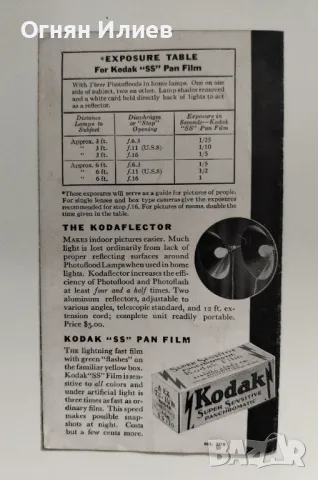 Огнян Илиев
*EXPOSURE TABLE
For Kodak "SS" Pan Film
With Three Photofloods in home lamps. One on one
side of subject, two on other. Lamp shades removed
and a white card held directly back of lights to act
as a reflector.
Distance Lamps to Subject | Diaphragm or "Stop" Opening | Exposure in Seconds—Kodak "SS" Pan Film
Approx. 3 ft. | f.6.3 | 1/25
" 3 ft. | f.11 (U.S.8) | 1/10
" 3 ft. | f.16 | 1/5
Approx. 6 ft. | f.6.3 | 1/5
" 6 ft. | f.11 (U.S.8) | 1/2
" 6 ft. | f.16 | 1
*These exposures will serve as a guide for pictures of people.
For single lenses and box type cameras give the exposures
recommended for stop f.16. For pictures of rooms, double the
time given in the table.
THE KODAFLECTOR
MAKES indoor pictures easier. Much
light is lost ordinarily from lack of
proper reflecting surfaces around
Photoflood Lamps when used in home
lights. Kodaflector increases the efficiency
of Photoflood and Photoflash
at least four and a half times. Two
aluminum reflectors, adjustable to
various angles, telescopic standard, and 12 ft. extension
cord; complete unit readily portable.
Price $5.00.
KODAK "SS" PAN FILM
THE lightning fast film with
green "flashes" on
the familiar yellow box.
Kodak "SS" Film is sensitive
to all colors and
under artificial light is
three times as fast as ordinary
film. This speed
makes possible snapshots
at night. Costs
but a few cents more.
Kodak
SUPER SENSITIVE
PANCHROMATIC
BAZAR.bg